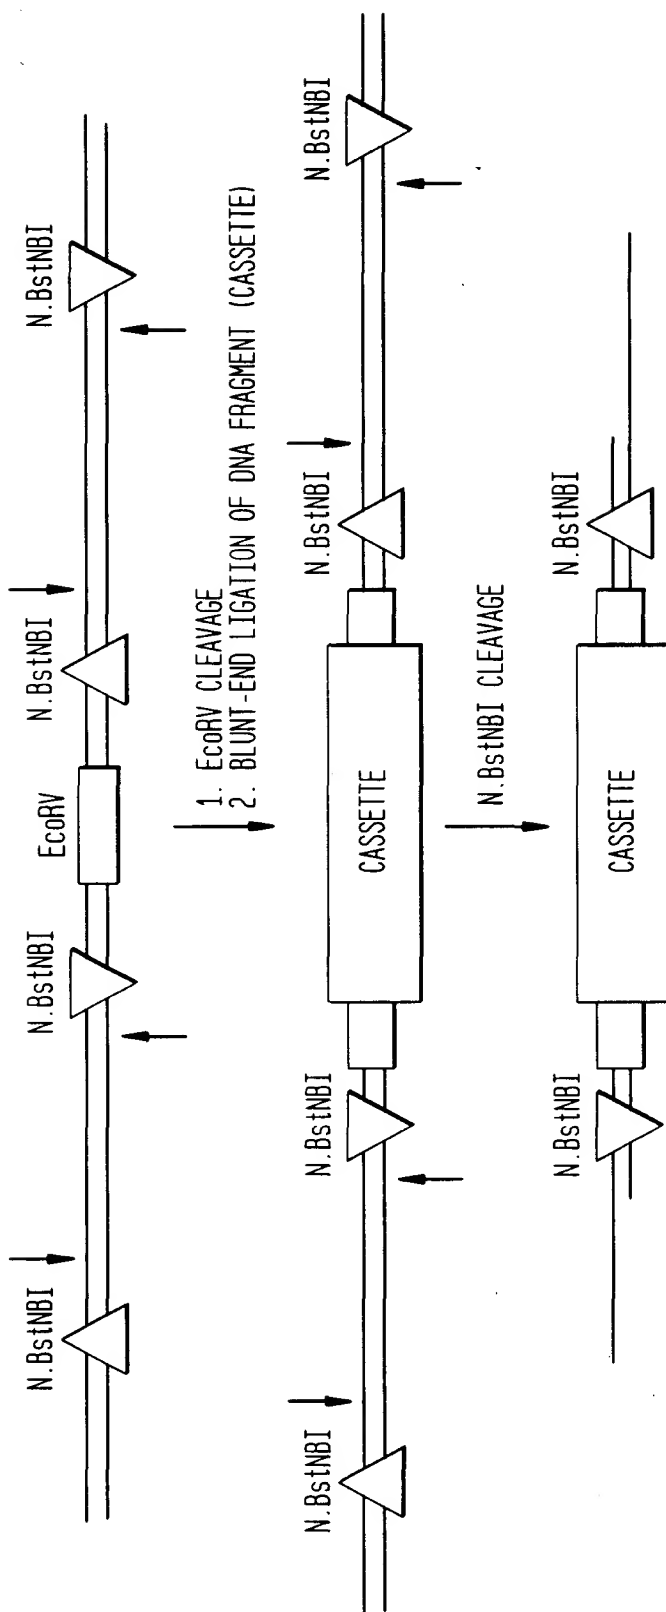 N.BstNBI
N.BstNBI
EcoRV
N.BstNBI
N.BstNBI
1. EcoRV CLEAVAGE
2. BLUNT-END LIGATION OF DNA FRAGMENT (CASSETTE)
N.BstNBI
N.BstNBI
CASSETTE
N.BstNBI
N.BstNBI
N.BstNBI CLEAVAGE
N.BstNBI
CASSETTE
N.BstNBI